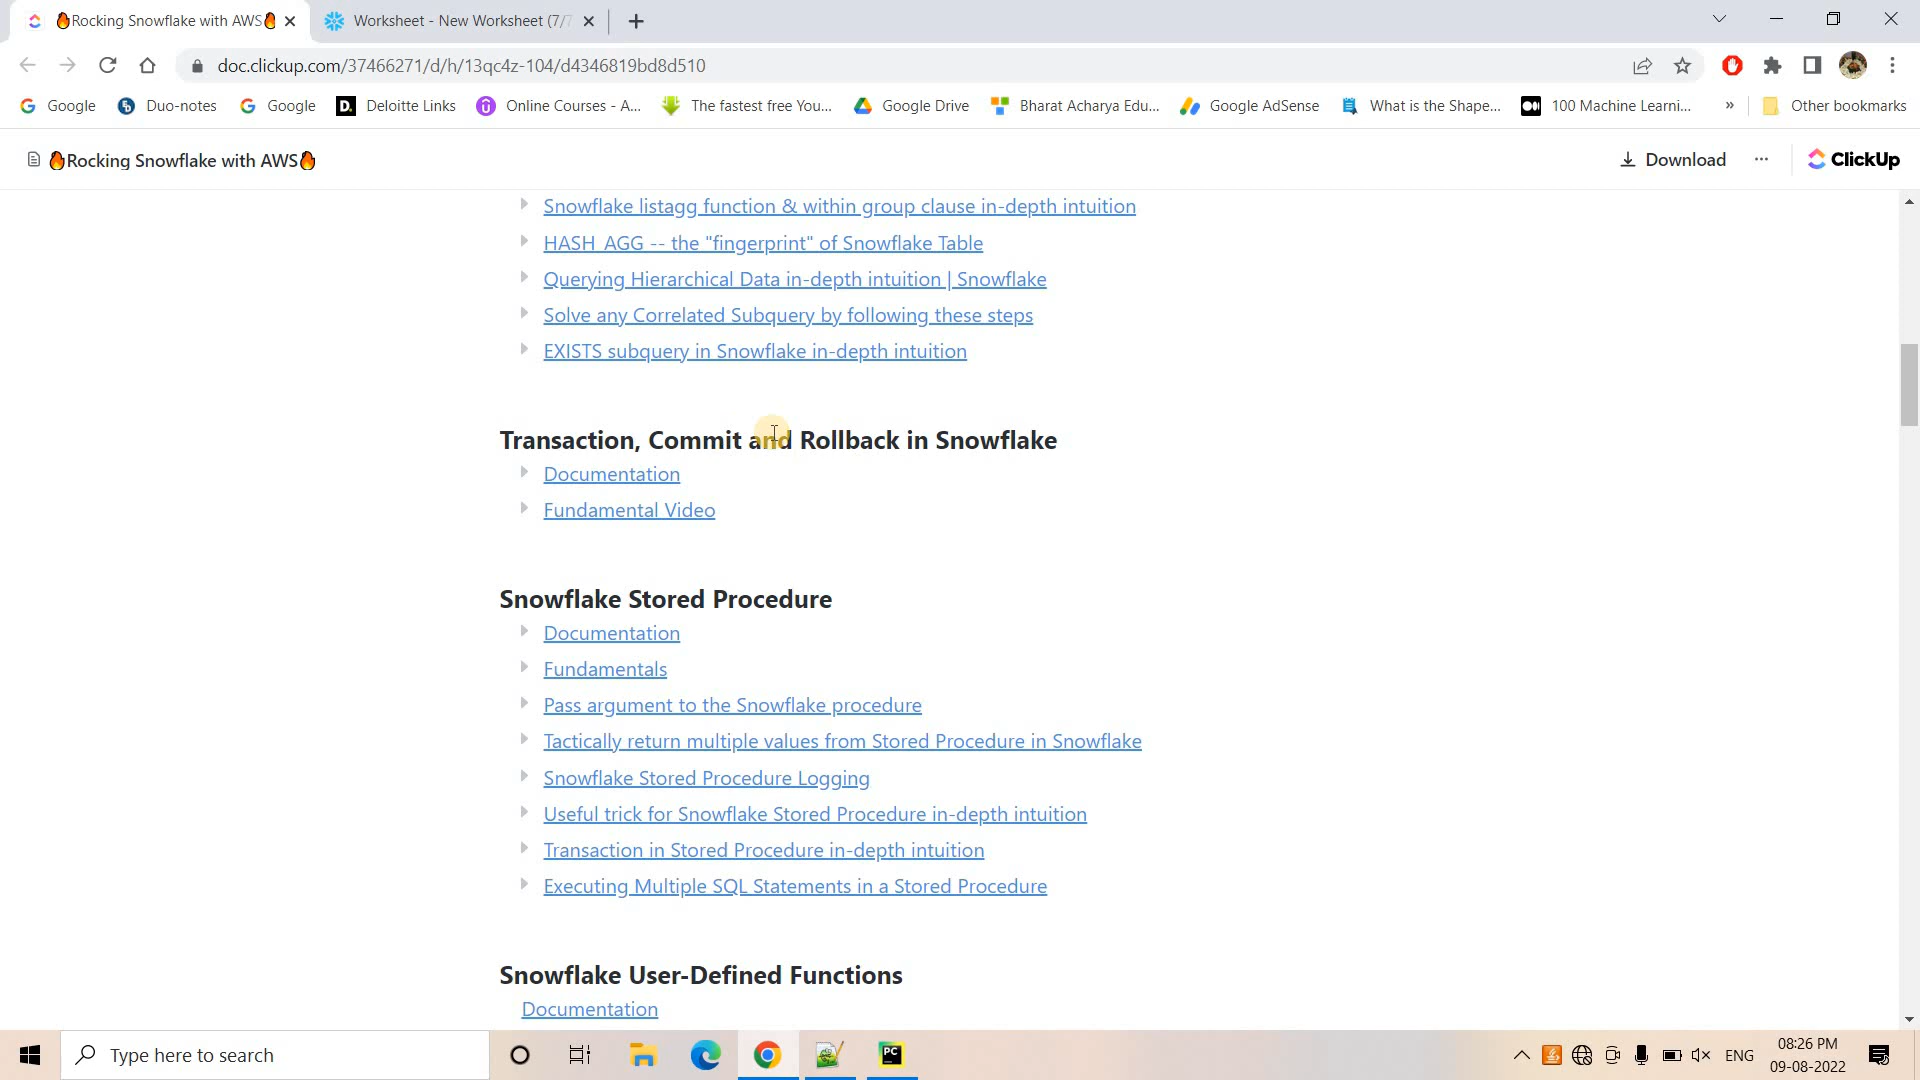 🔥Rocking Snowflake with AWS🔥
Worksheet - New Worksheet (7/7
doc.clickup.com/37466271/d/h/13qc4z-104/d4346819bd8d510
Google
Duo-notes
Google
D. Deloitte Links
Online Courses - A...
The fastest free You...
Google Drive
Bharat Acharya Edu...
Google AdSense
What is the Shape...
100 Machine Learni...
»
Other bookmarks
🔥Rocking Snowflake with AWS🔥
Download
ClickUp
Snowflake listagg function & within group clause in-depth intuition
HASH_AGG -- the "fingerprint" of Snowflake Table
Querying Hierarchical Data in-depth intuition | Snowflake
Solve any Correlated Subquery by following these steps
EXISTS subquery in Snowflake in-depth intuition
Transaction, Commit and Rollback in Snowflake
Documentation
Fundamental Video
Snowflake Stored Procedure
Documentation
Fundamentals
Pass argument to the Snowflake procedure
Tactically return multiple values from Stored Procedure in Snowflake
Snowflake Stored Procedure Logging
Useful trick for Snowflake Stored Procedure in-depth intuition
Transaction in Stored Procedure in-depth intuition
Executing Multiple SQL Statements in a Stored Procedure
Snowflake User-Defined Functions
Documentation
Type here to search
PC
ENG
08:26 PM
09-08-2022